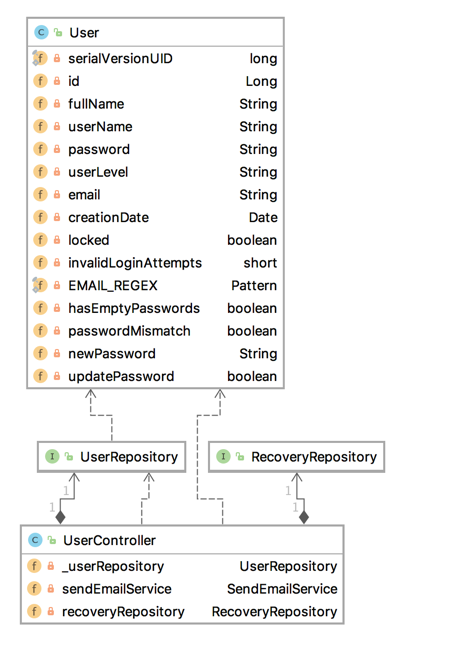 C User
f serialVersionUID long
f id Long
f fullName String
f userName String
f password String
f userLevel String
f email String
f creationDate Date
f locked boolean
f invalidLoginAttempts short
f EMAIL_REGEX Pattern
f hasEmptyPasswords boolean
f passwordMismatch boolean
f newPassword String
f updatePassword boolean
I UserRepository
I RecoveryRepository
1
1
1
1
C UserController
f _userRepository UserRepository
f sendEmailService SendEmailService
f recoveryRepository RecoveryRepository